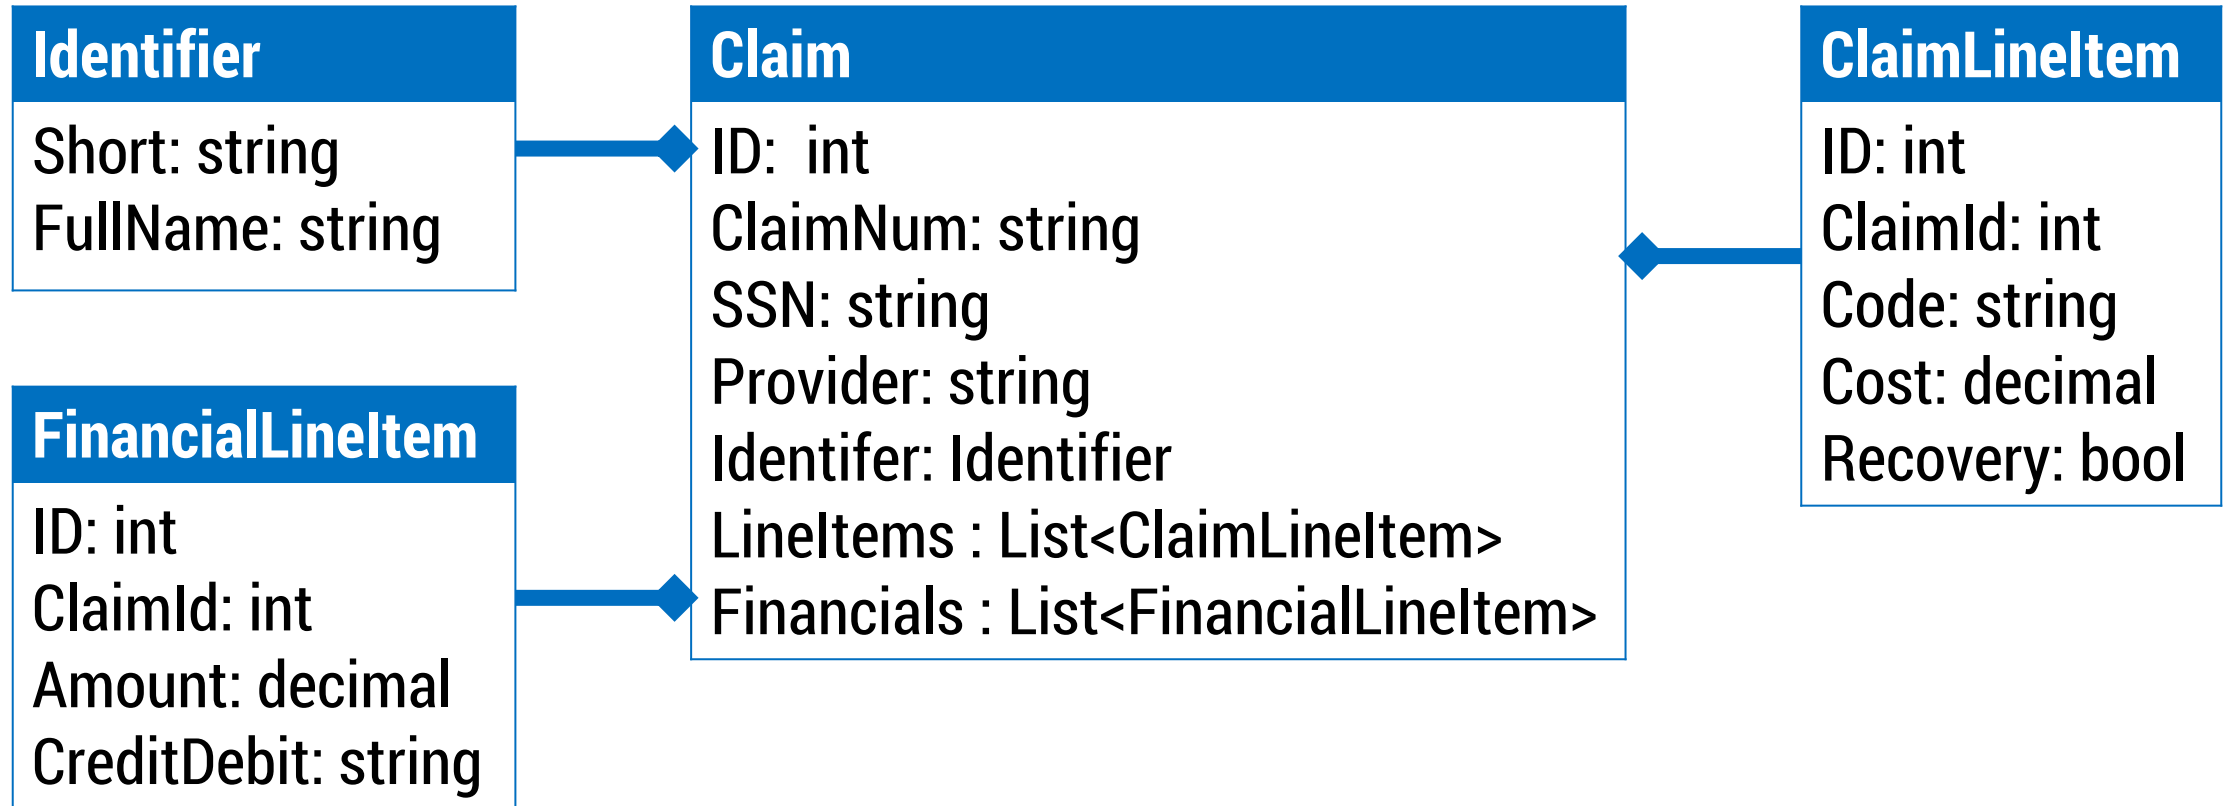 Identifier
Short: string
FullName: string
FinancialLineItem
ID: int
ClaimId: int
Amount: decimal
CreditDebit: string
Claim
ID:  int
ClaimNum: string
SSN: string
Provider: string
Identifer: Identifier
LineItems : List<ClaimLineItem>
Financials : List<FinancialLineItem>
ClaimLineItem
ID: int
ClaimId: int
Code: string
Cost: decimal
Recovery: bool